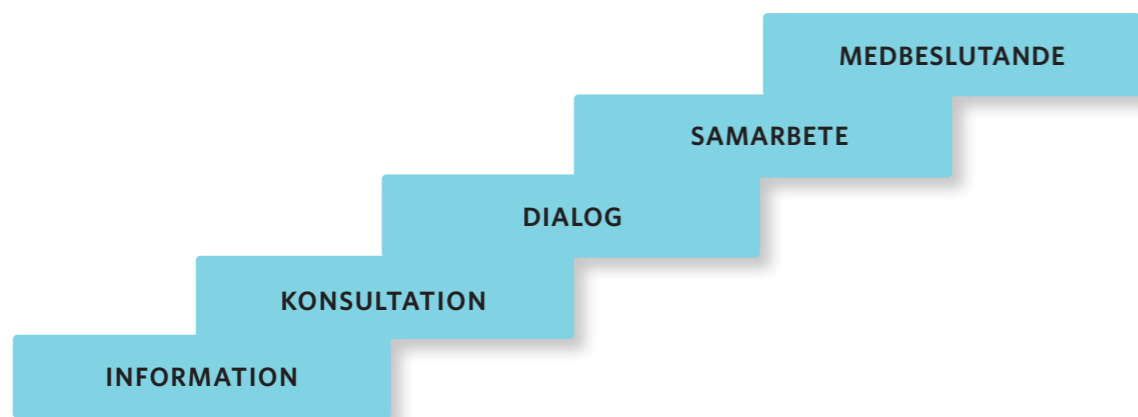 MEDBESLUTANDE
SAMARBETE
DIALOG
KONSULTATION
INFORMATION